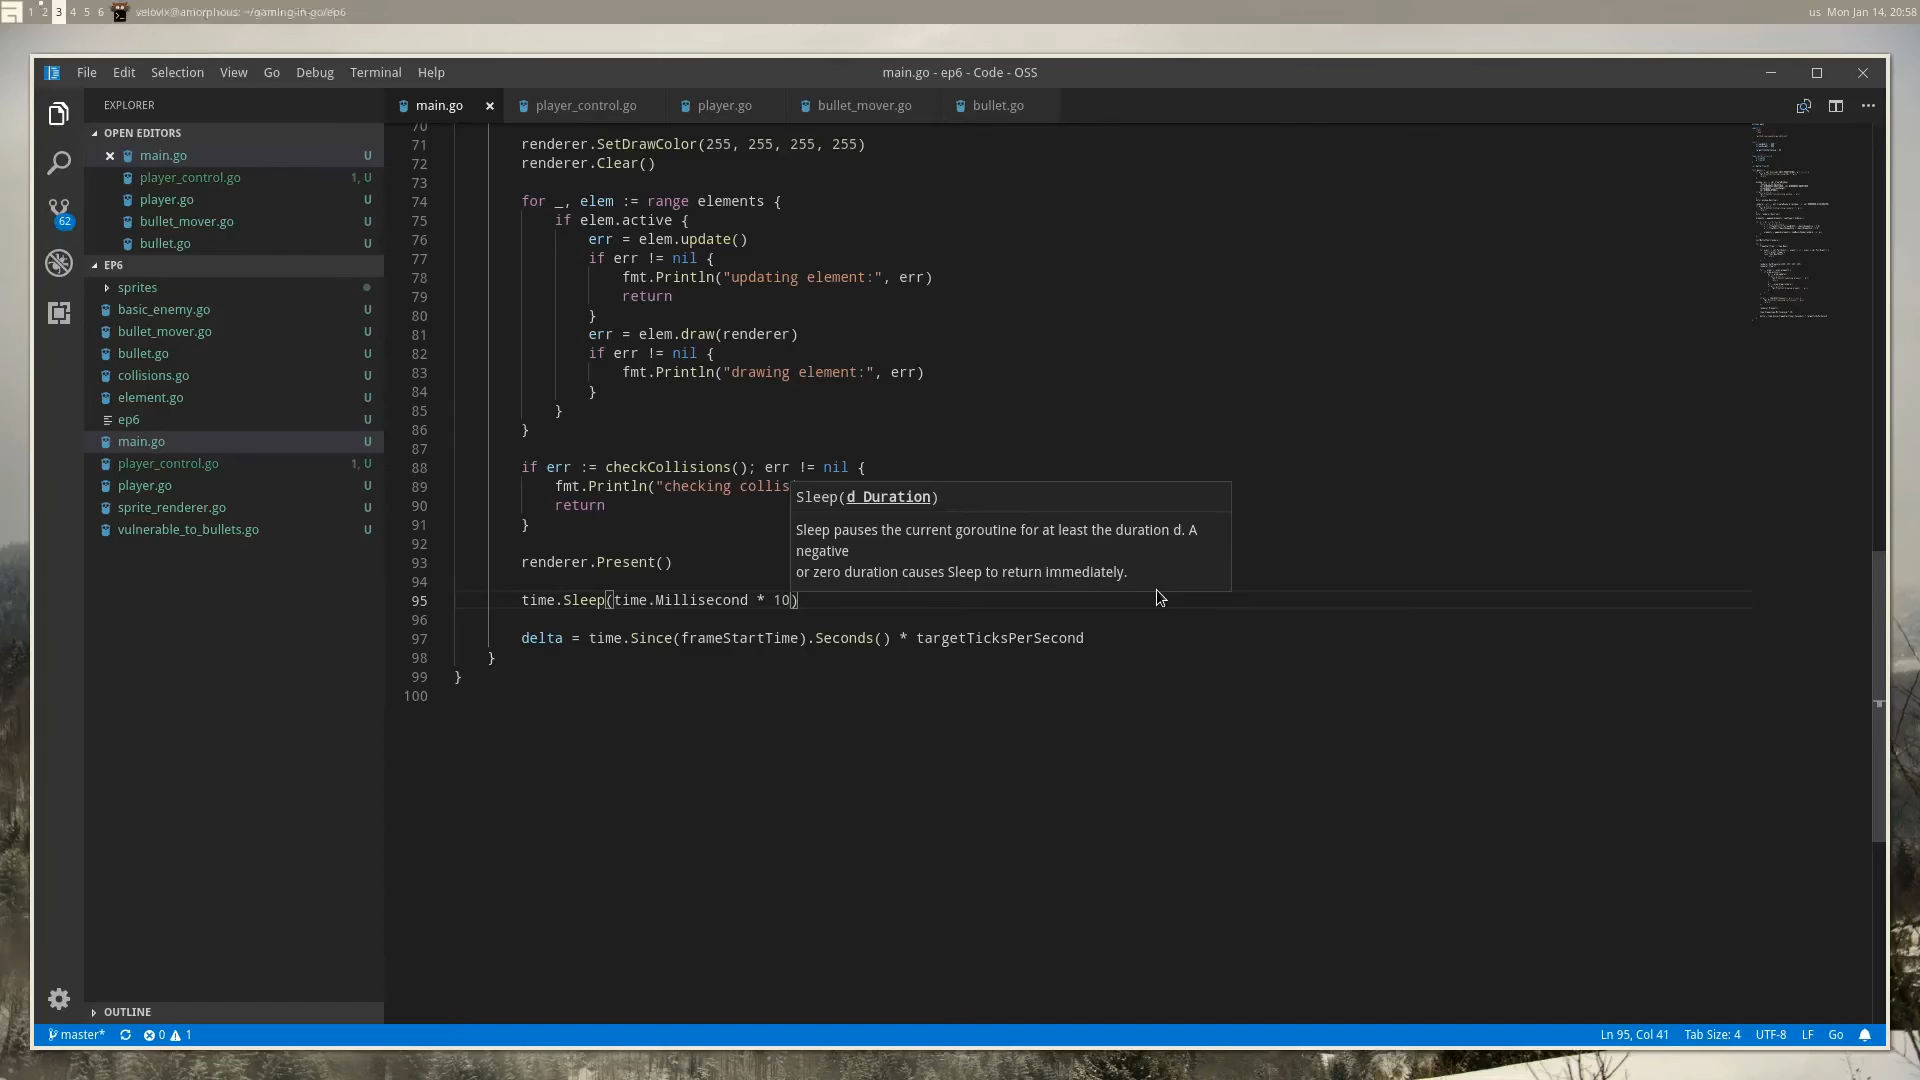 1 2 3 4 5 6 velovix@amorphous: ~/gaming-in-go/ep6
us Mon Jan 14, 20:58
File Edit Selection View Go Debug Terminal Help
main.go - ep6 - Code - OSS
EXPLORER
OPEN EDITORS
main.go U
player_control.go 1, U
player.go U
bullet_mover.go U
bullet.go U
EP6
sprites
basic_enemy.go U
bullet_mover.go U
bullet.go U
collisions.go U
element.go U
ep6 U
main.go U
player_control.go 1, U
player.go U
sprite_renderer.go U
vulnerable_to_bullets.go U
OUTLINE
62
main.go player_control.go player.go bullet_mover.go bullet.go
70
71 renderer.SetDrawColor(255, 255, 255, 255)
72 renderer.Clear()
73
74 for _, elem := range elements {
75 if elem.active {
76 err = elem.update()
77 if err != nil {
78 fmt.Println("updating element:", err)
79 return
80 }
81 err = elem.draw(renderer)
82 if err != nil {
83 fmt.Println("drawing element:", err)
84 }
85 }
86 }
87
88 if err := checkCollisions(); err != nil {
89 fmt.Println("checking collis
90 return
91 }
92
93 renderer.Present()
94
95 time.Sleep(time.Millisecond * 10)
96
97 delta = time.Since(frameStartTime).Seconds() * targetTicksPerSecond
98 }
99 }
100
Sleep(d Duration)
Sleep pauses the current goroutine for at least the duration d. A
negative
or zero duration causes Sleep to return immediately.
master* 0 1
Ln 95, Col 41 Tab Size: 4 UTF-8 LF Go